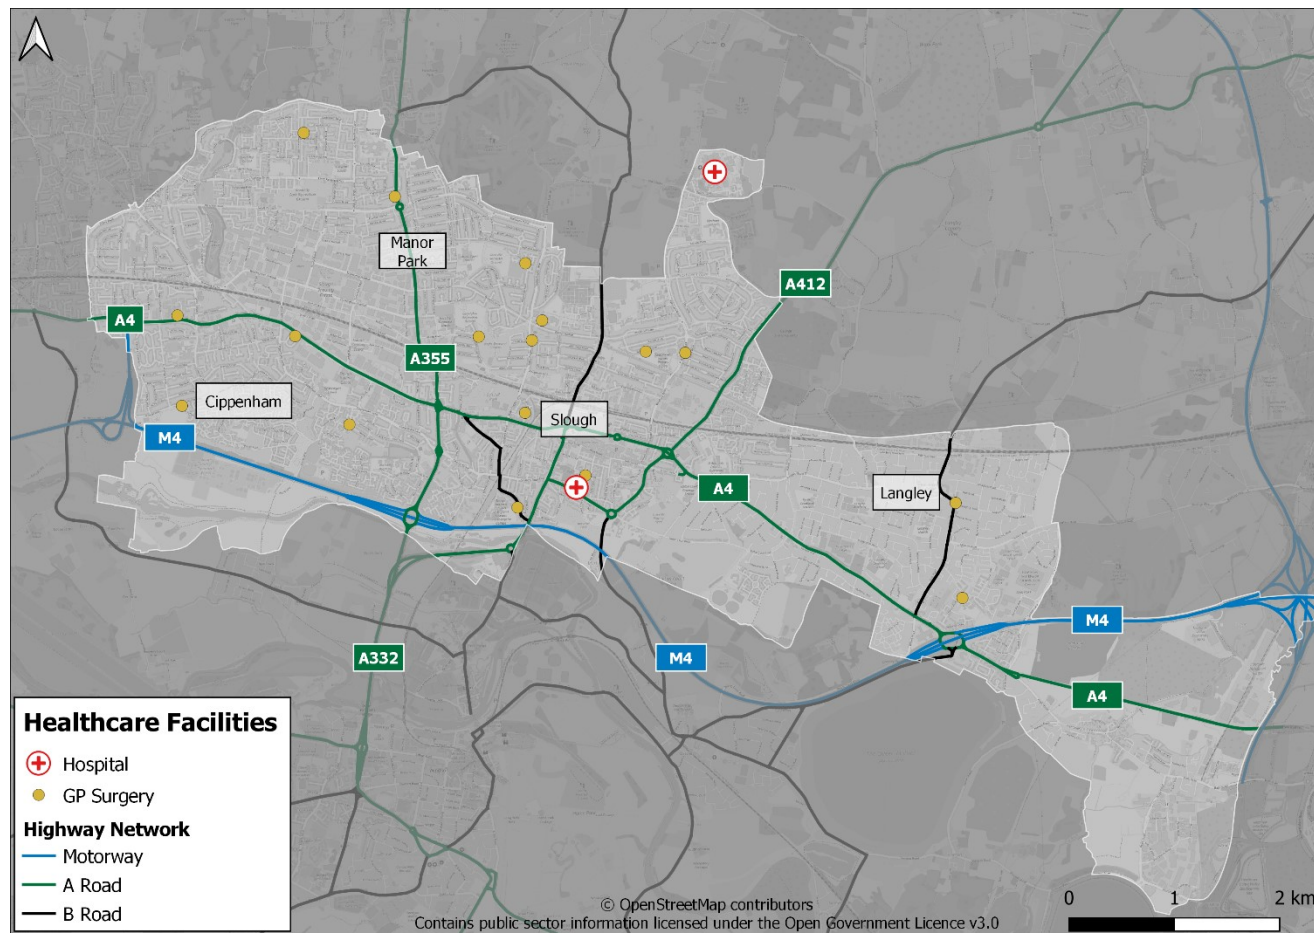 A412
Manor
Park
A4
A355
Cippenham
Slough
M4
A4
Langley
M4
A332
M4
A4
Healthcare Facilities
Hospital
GP Surgery
Highway Network
Motorway
A Road
B Road
0 1 2 km
© OpenStreetMap contributors
Contains public sector information licensed under the Open Government Licence v3.0